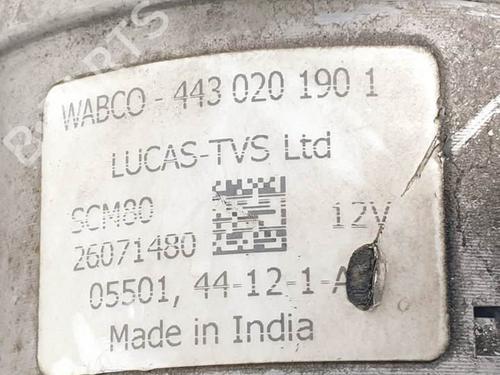 WABCO - 443 020 190 1
LUCAS-TVS Ltd
SCM80
12V
26071480
05501, 44-12-1-A
Made in India